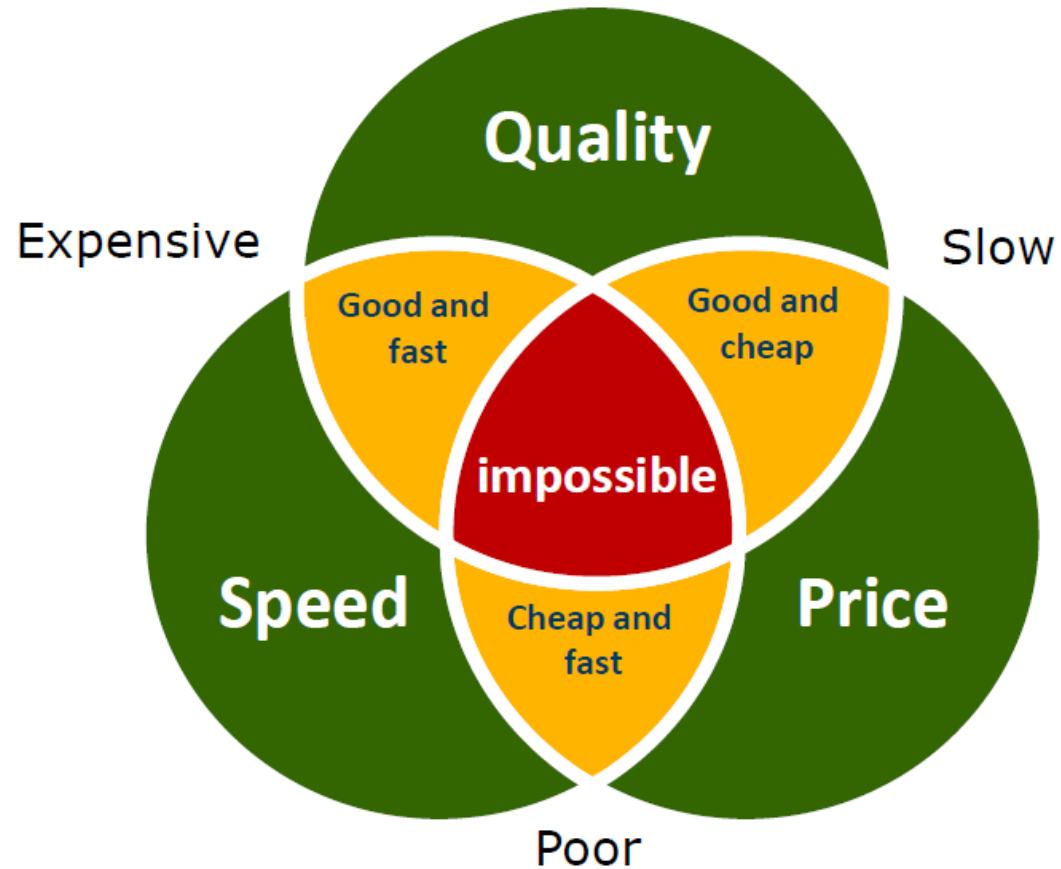 Quality
Expensive
Slow
Good and
fast
Good and
cheap
impossible
Speed
Price
Cheap and
fast
Poor